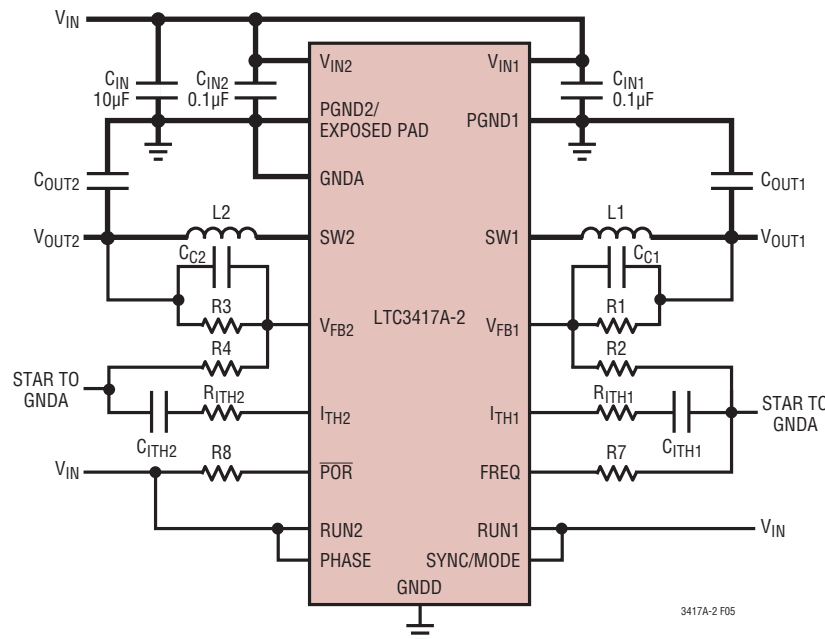 VIN
CIN
10µF
CIN2
0.1µF
VIN2
VIN1
CIN1
0.1µF
PGND2/
EXPOSED PAD
PGND1
GNDA
COUT2
COUT1
L2
L1
VOUT2
SW2
SW1
VOUT1
CC2
CC1
R3
R1
VFB2
LTC3417A-2
VFB1
R4
R2
STAR TO
GNDA
RITH2
ITH2
ITH1
RITH1
STAR TO
GNDA
CITH2
CITH1
VIN
R8
POR
FREQ
R7
RUN2
RUN1
VIN
PHASE
SYNC/MODE
GNDD
3417A-2 F05